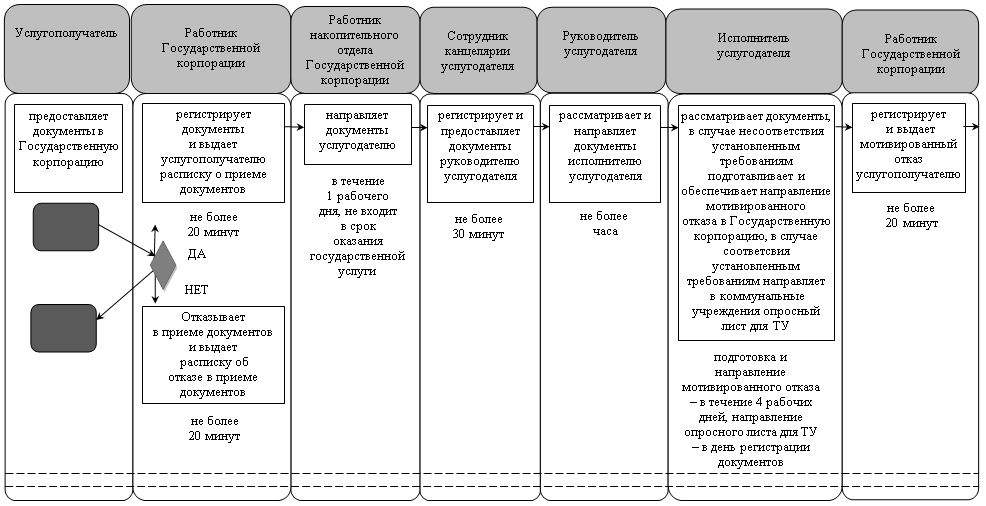 Услугополучатель
Работник
Государственной
корпорации
Работник
накопительного
отдела
Государственной
корпорации
Сотрудник
канцелярии
услугодателя
Руководитель
услугодателя
Исполнитель
услугодателя
Работник
Государственной
корпорации
предоставляет
документы в
Государственную
корпорацию
регистрирует
документы
и выдает
услугополучателю
расписку о приеме
документов
не более
20 минут
ДА
НЕТ
Отказывает
в приеме документов
и выдает
расписку об
отказе в приеме
документов
не более
20 минут
направляет
документы
услугодателю
в течение
1 рабочего
дня, не входит
в срок
оказания
государственной
услуги
регистрирует и
предоставляет
документы
руководителю
услугодателя
не более
30 минут
рассматривает и
направляет
документы
исполнителю
услугодателя
не более
часа
рассматривает документы,
в случае несоответствия
установленным
требованиям
подготавливает и
обеспечивает направление
мотивированного
отказа в Государственную
корпорацию, в случае
соответсвия
установленным
требованиям направляет
в коммунальные
учреждения опросный
лист для ТУ
подготовка и
направление
мотивированного отказа
– в течение 4 рабочих
дней, направление
опросного листа для ТУ
– в день регистрации
документов
регистрирует
и выдает
мотивированный
отказ
услугополучателю
не более
20 минут